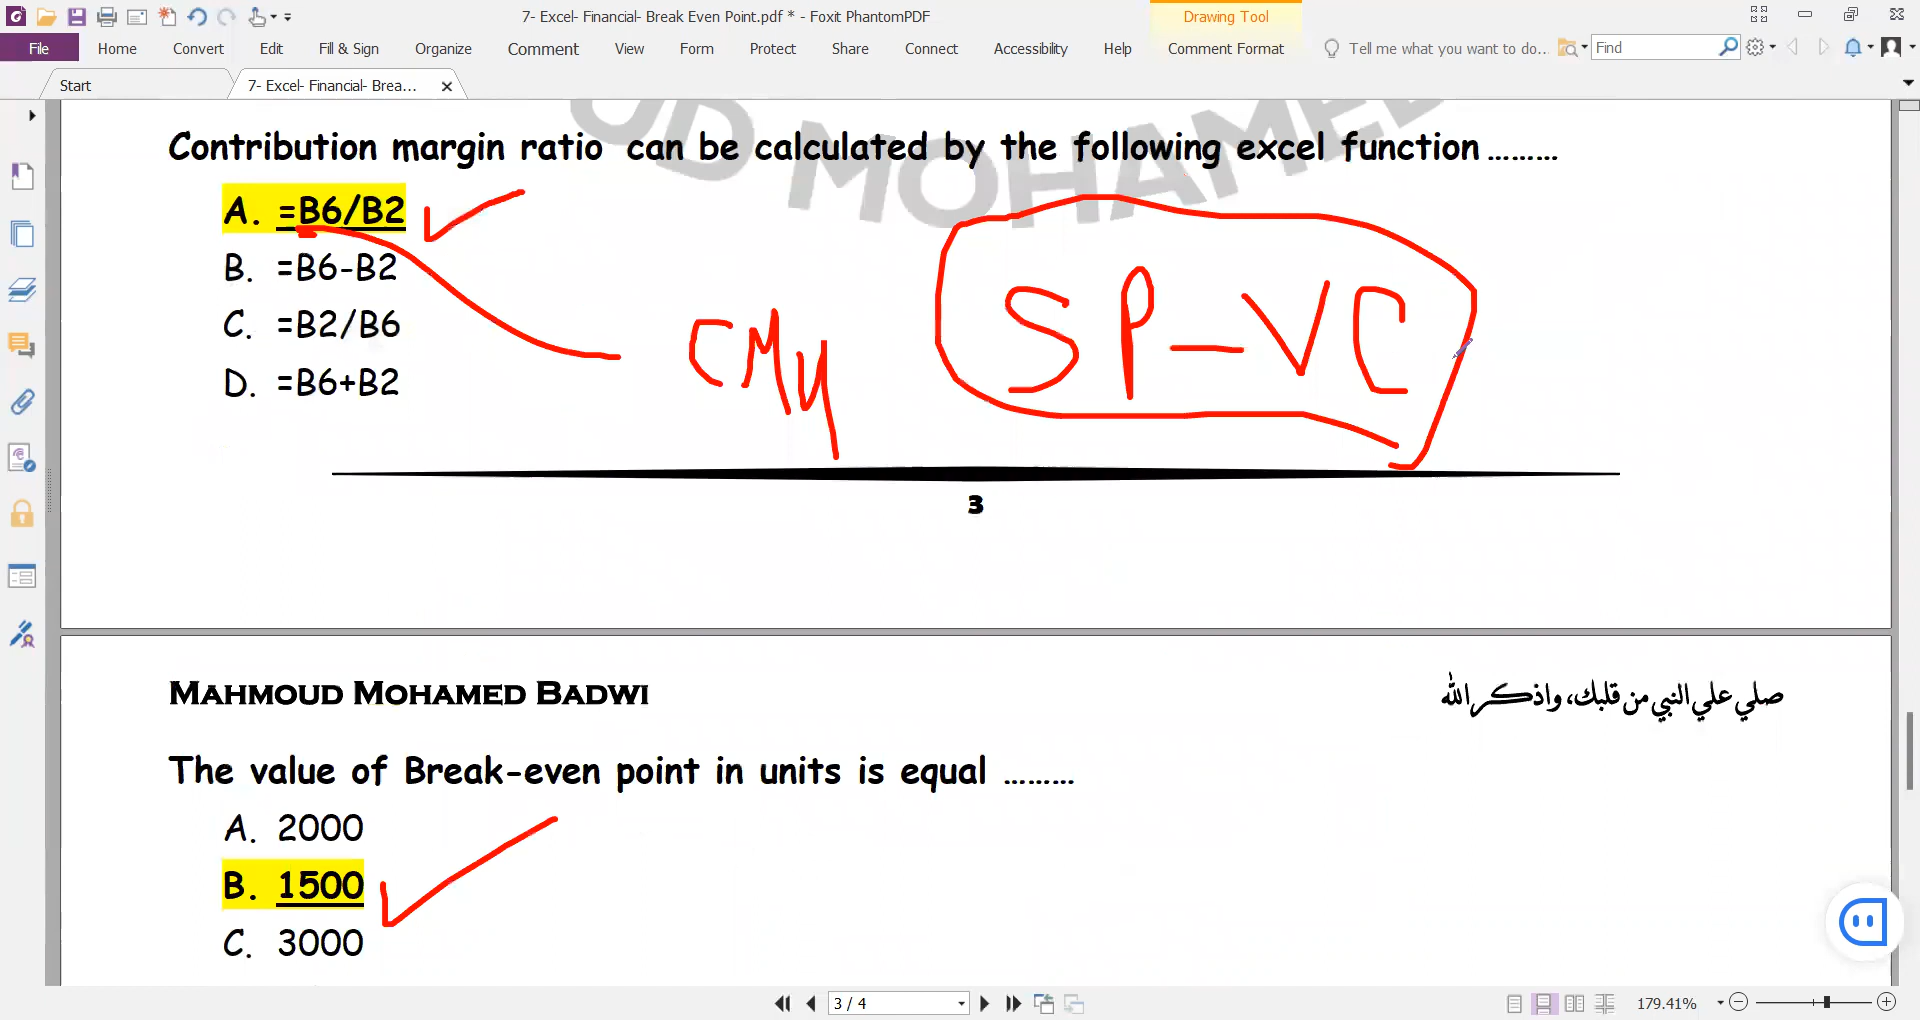 7- Excel- Financial- Break Even Point.pdf * - Foxit PhantomPDF
Drawing Tool
File Home Convert Edit Fill & Sign Organize Comment View Form Protect Share Connect Accessibility Help Comment Format Tell me what you want to do... Find
Start 7- Excel- Financial- Brea...
UD MOHAMED
Contribution margin ratio can be calculated by the following excel function .........
A. =B6/B2
B. =B6-B2
C. =B2/B6
D. =B6+B2
CMu
SP-VC
3
MAHMOUD MOHAMED BADWI
صلي علي النبي من قلبك، واذكر الله
The value of Break-even point in units is equal .........
A. 2000
B. 1500
C. 3000
3 / 4
179.41%